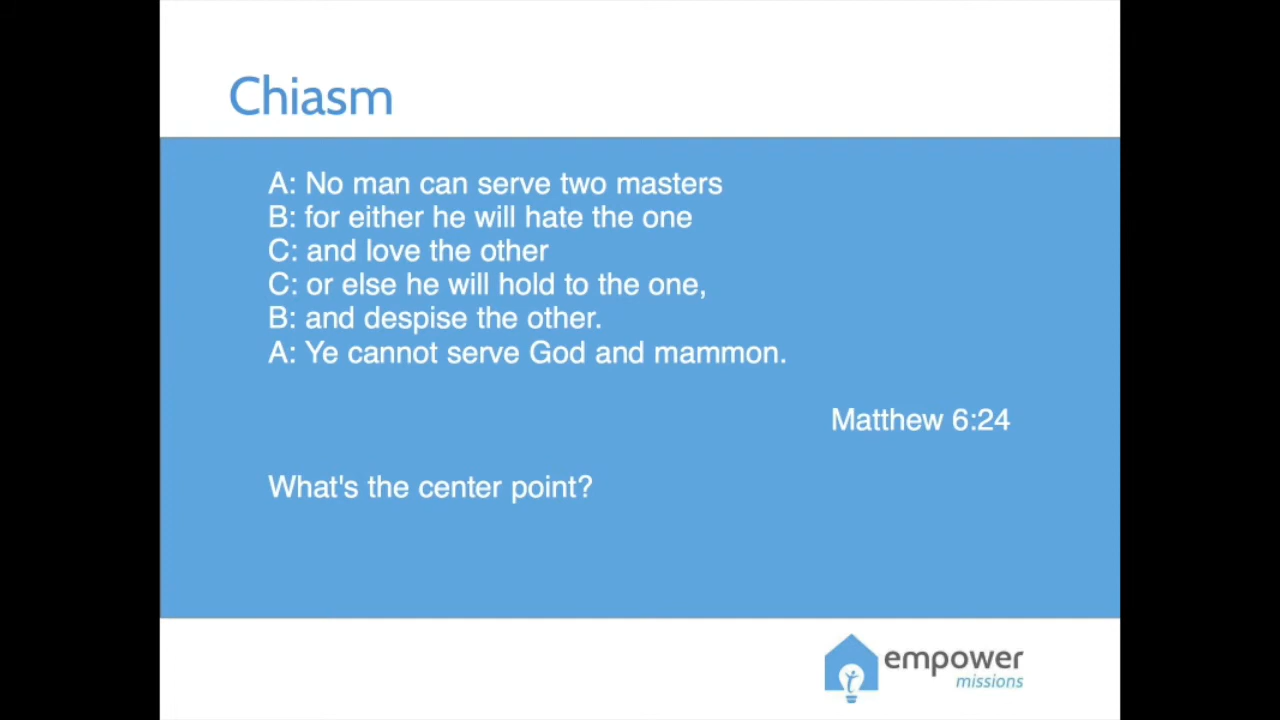 Chiasm
A: No man can serve two masters
B: for either he will hate the one
C: and love the other
C: or else he will hold to the one,
B: and despise the other.
A: Ye cannot serve God and mammon.
Matthew 6:24
What's the center point?
empower
missions